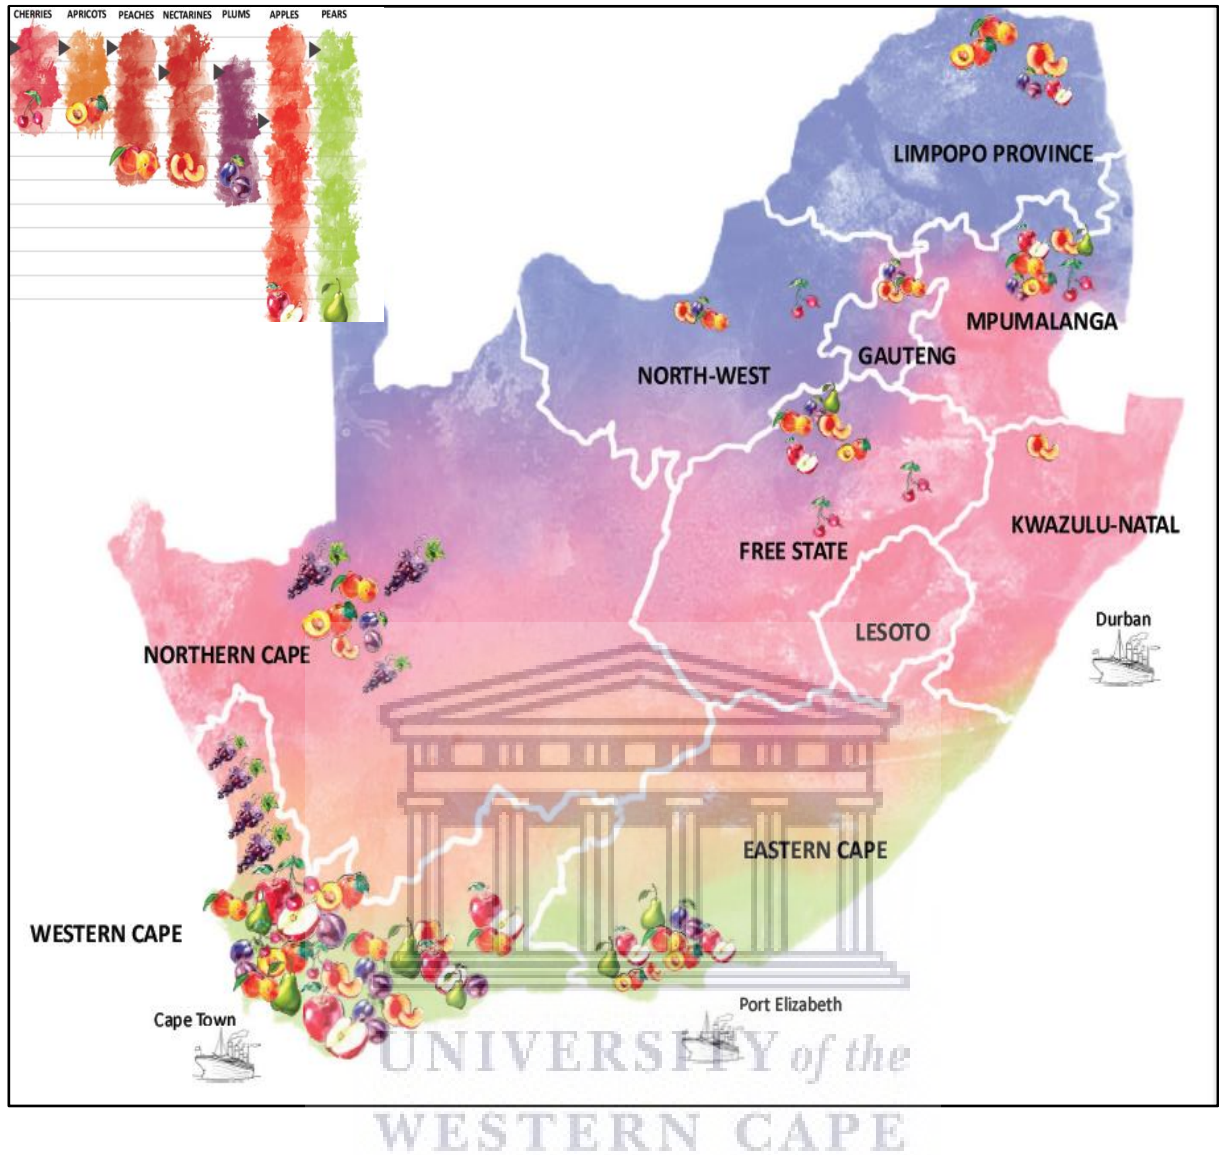 CHERRIES APRICOTS PEACHES NECTARINES PLUMS APPLES PEARS
LIMPOPO PROVINCE
MPUMALANGA
GAUTENG
NORTH-WEST
KWAZULU-NATAL
FREE STATE
Durban
LESOTO
NORTHERN CAPE
EASTERN CAPE
WESTERN CAPE
Port Elizabeth
Cape Town
UNIVERSITY of the
WESTERN CAPE